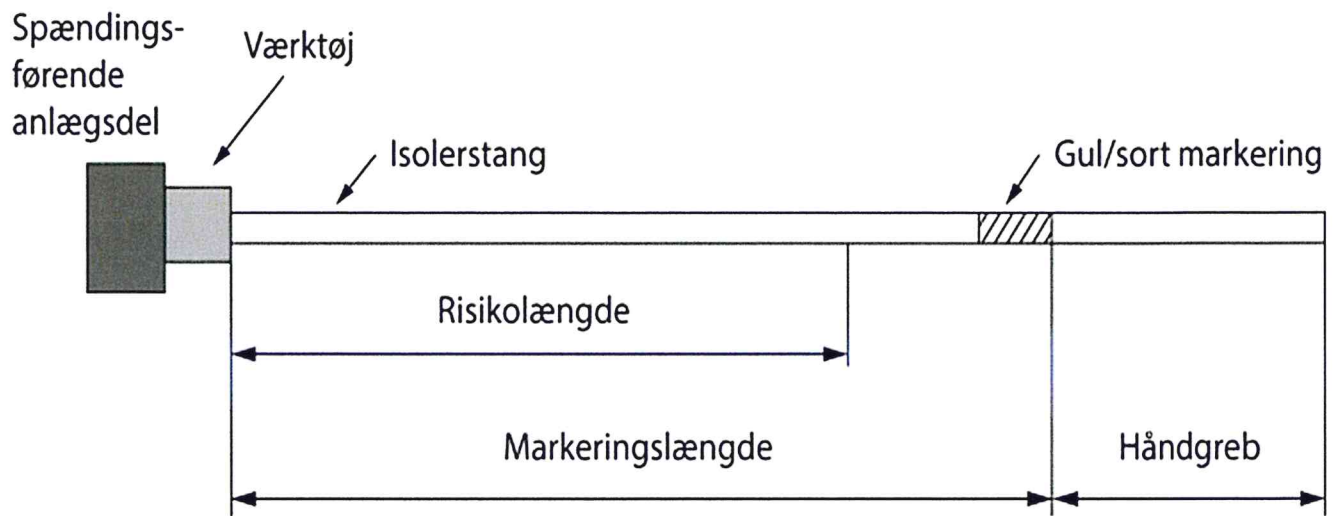 Spændings-
førende
anlægsdel
Værktøj
Isolerstang
Gul/sort markering
Risikolængde
Markeringslængde
Håndgreb